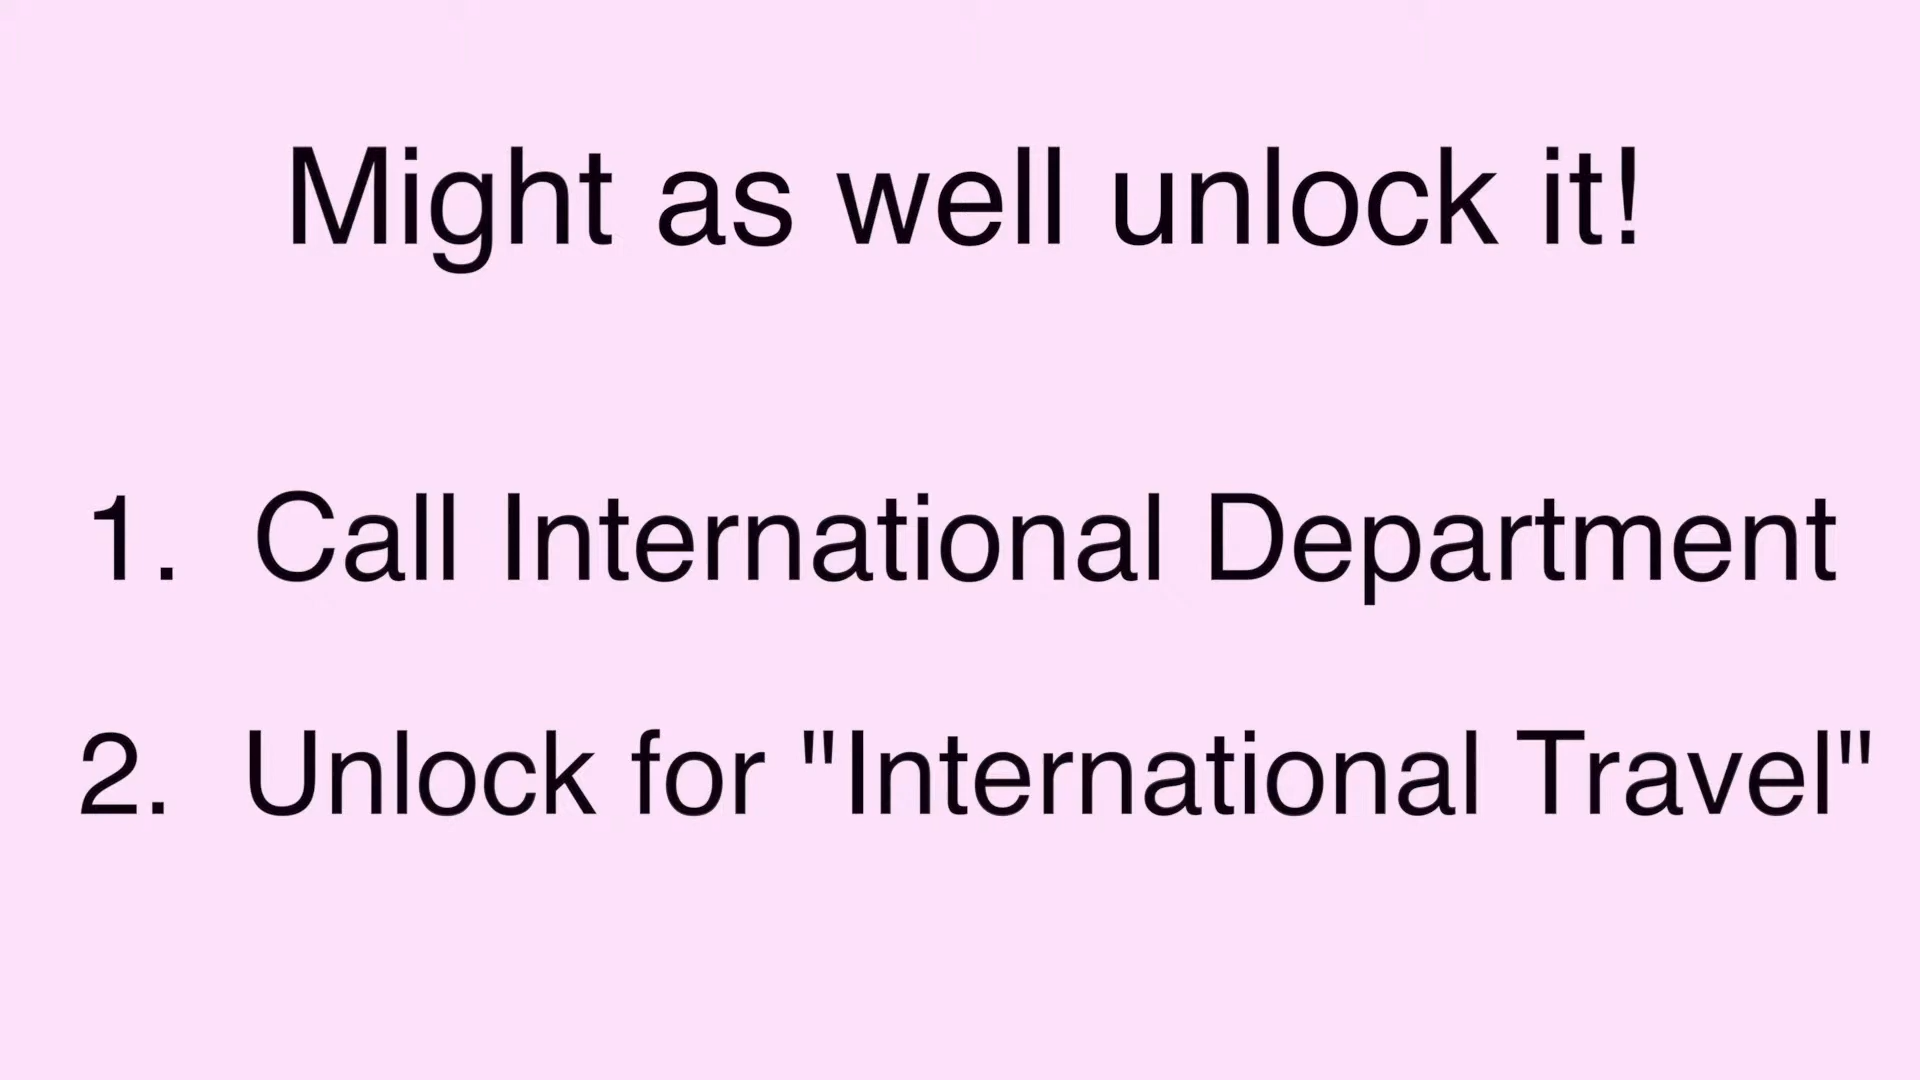 Might as well unlock it!
1. Call International Department
2. Unlock for "International Travel"